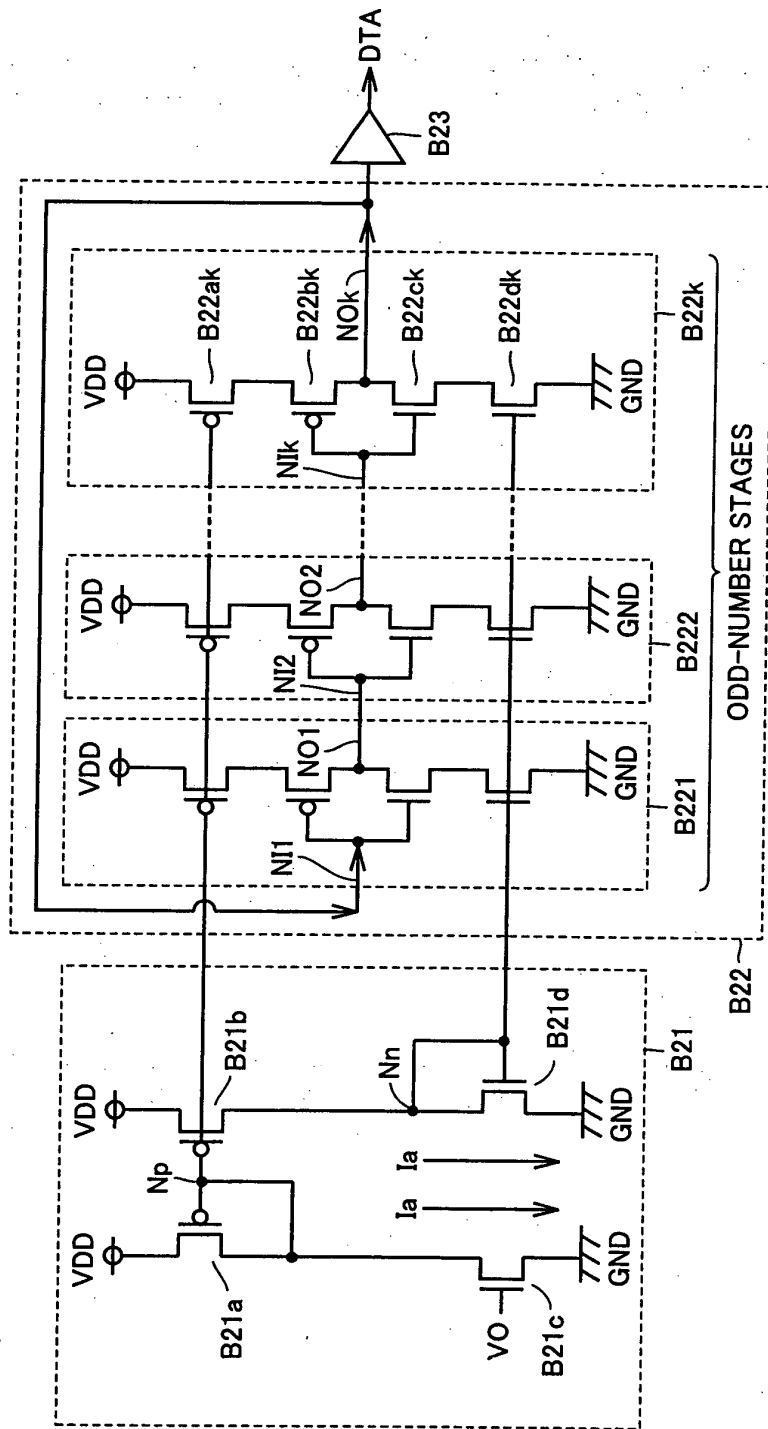 VDD
VDD
Np
B21a
B21b
Ia
Ia
Nn
VO
B21c
B21d
GND
GND
B21
VDD
VDD
VDD
B22ak
NI1
NO1
NI2
NO2
NIk
B22bk
NOk
B22ck
B22dk
GND
GND
GND
B221
B222
B22k
ODD-NUMBER STAGES
B22
B23
DTA